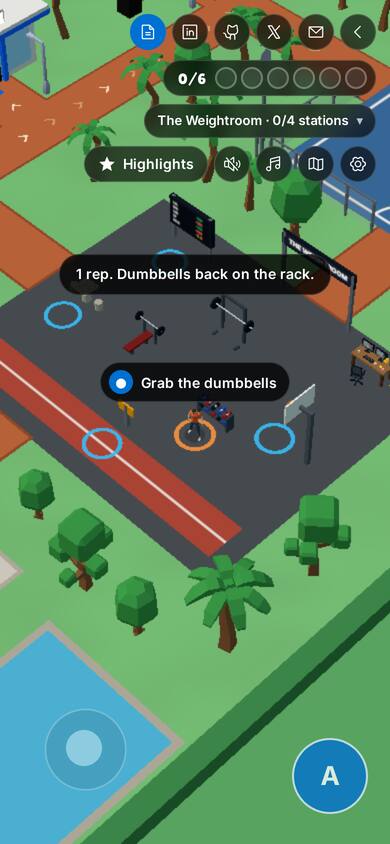 0/6
The Weightroom · 0/4 stations
Highlights
1 rep. Dumbbells back on the rack.
Grab the dumbbells
A